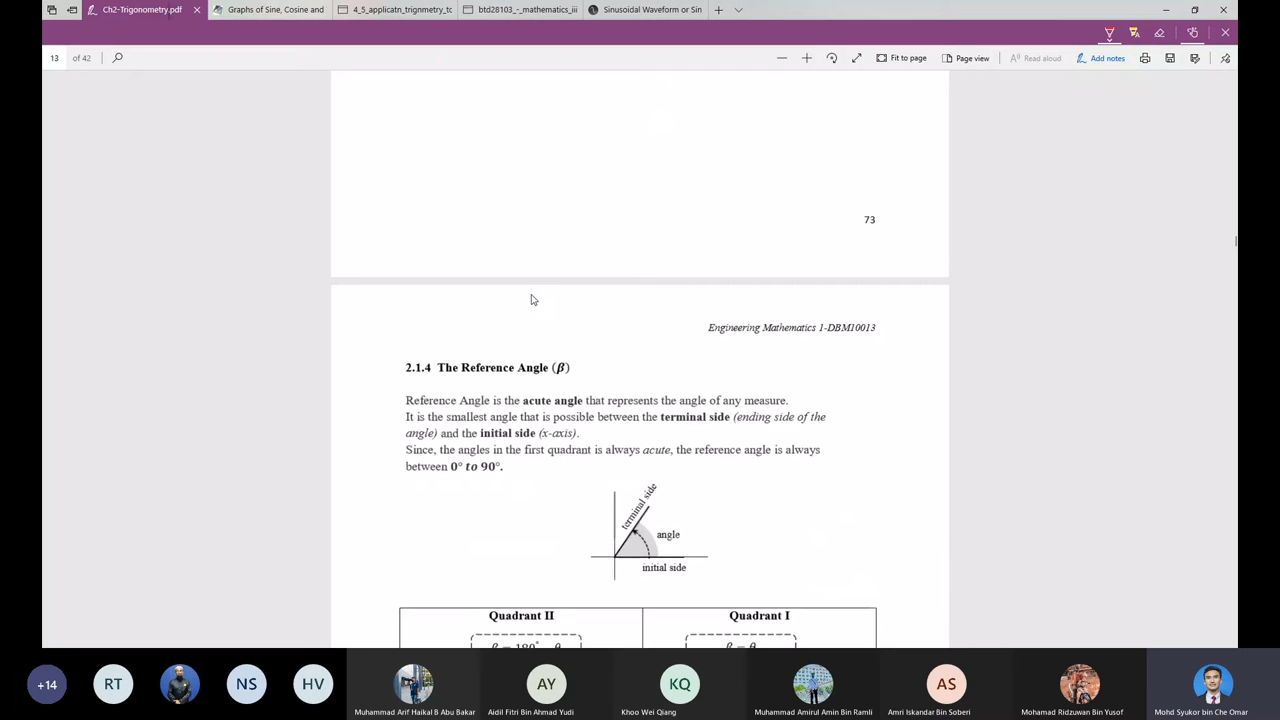 Ch2-Trigonometry.pdf
Graphs of Sine, Cosine and
4_5_applicatn_trignmetry_tc
btd28103_-_mathematics_iii
Sinusoidal Waveform or Sin
13 of 42
Fit to page
Page view
Read aloud
Add notes
73
Engineering Mathematics 1-DBM10013
2.1.4 The Reference Angle (β)
Reference Angle is the acute angle that represents the angle of any measure.
It is the smallest angle that is possible between the terminal side (ending side of the
angle) and the initial side (x-axis).
Since, the angles in the first quadrant is always acute, the reference angle is always
between 0° to 90°.
terminal side
angle
initial side
Quadrant II
Quadrant I
β = 180° − θ
β = θ
+14
RT
NS
HV
AY
KQ
AS
Muhammad Arif Haikal B Abu Bakar
Aidil Fitri Bin Ahmad Yudi
Khoo Wei Qiang
Muhammad Amirul Amin Bin Ramli
Amri Iskandar Bin Soberi
Mohamad Ridzuwan Bin Yusof
Mohd Syukor bin Che Omar